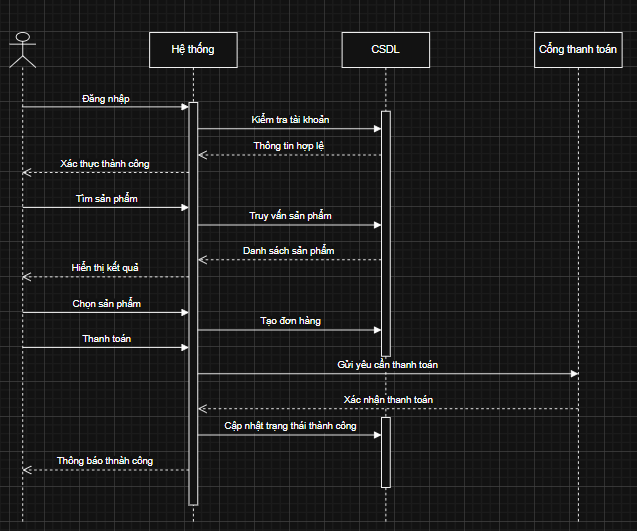 Hệ thống
CSDL
Cổng thanh toán
Đăng nhập
Kiểm tra tài khoản
Thông tin hợp lệ
Xác thực thành công
Tìm sản phẩm
Truy vấn sản phẩm
Danh sách sản phẩm
Hiển thị kết quả
Chọn sản phẩm
Tạo đơn hàng
Thanh toán
Gửi yêu cần thanh toán
Xác nhận thanh toán
Cập nhật trạng thái thành công
Thông báo thnàh công